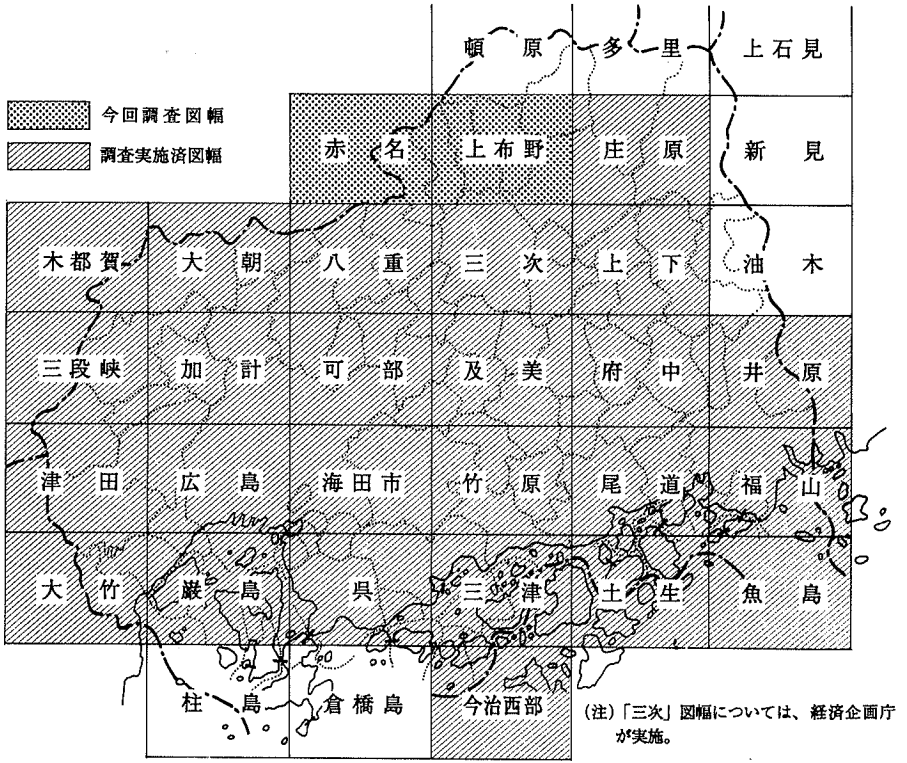 頓原 多里 上石見
今回調査図幅
赤名 上布野 庄原 新見
調査実施済図幅
木都賀 大朝 八重 三次 上下 油木
三段峡 加計 可部 及美 府中 井原
津田 広島 海田市 竹原 尾道 福山
大竹 厳島 呉 三津 土生 魚島
柱島 倉橋島 今治西部
(注)「三次」図幅については、経済企画庁
が実施。